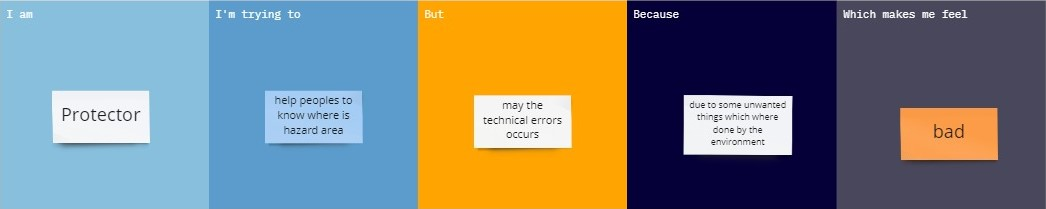 I am
Protector
I'm trying to
help peoples to
know where is
hazard area
But
may the
technical errors
occurs
Because
due to some unwanted
things which where
done by the
environment
Which makes me feel
bad